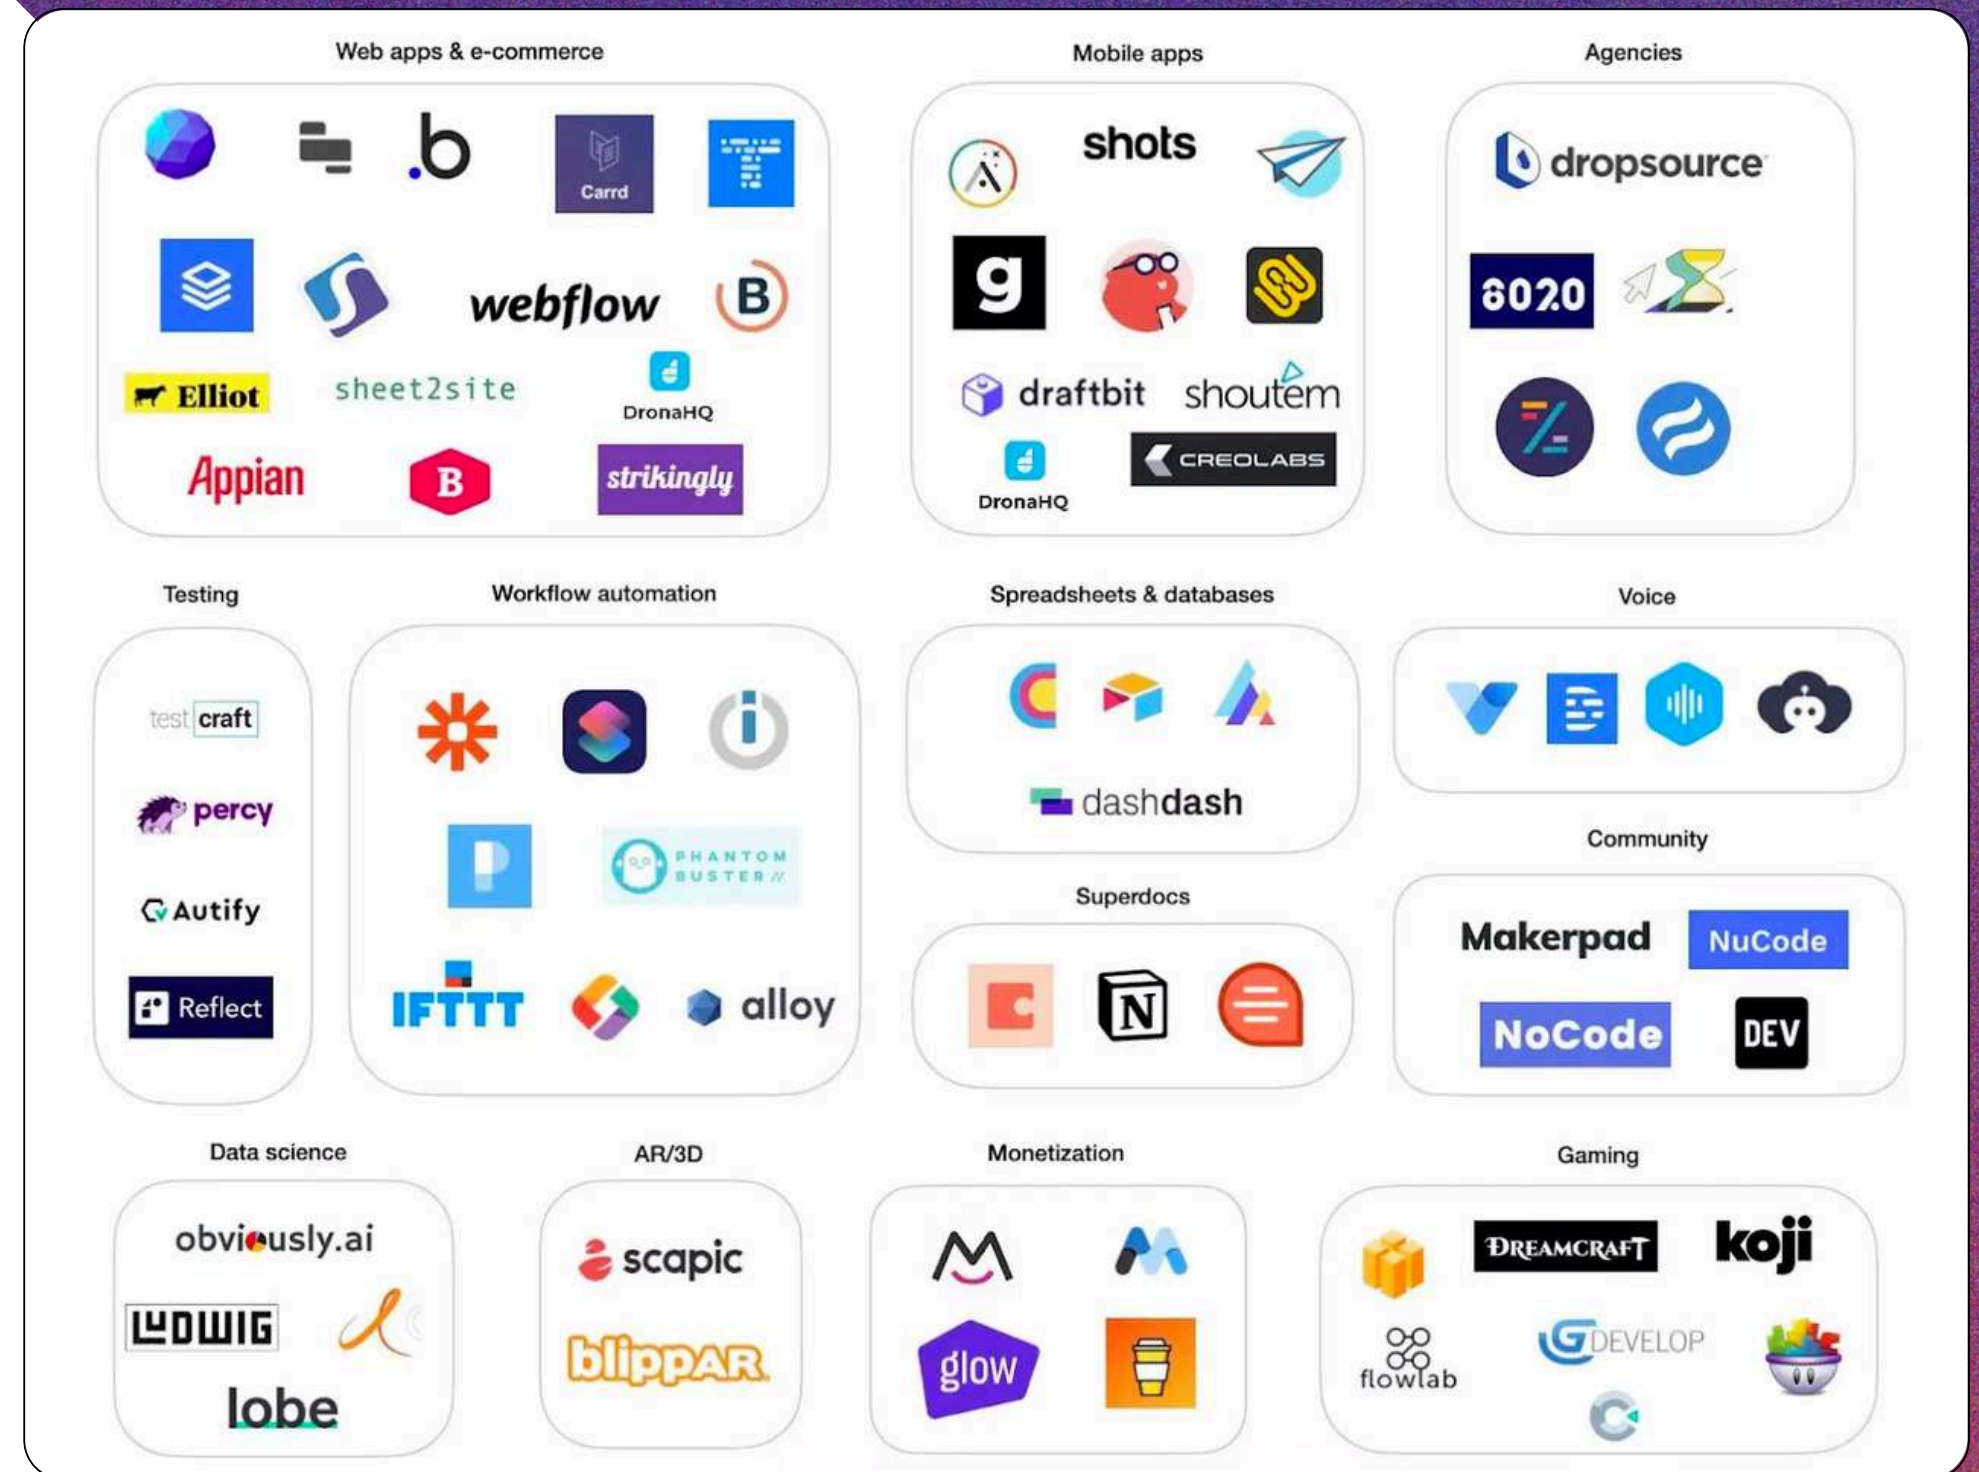 Web apps & e-commerce
.b
Carrd
T
webflow
B
Elliot
sheet2site
DronaHQ
Appian
B
strikingly
Mobile apps
shots
g
draftbit
shoutem
DronaHQ
CREOLABS
Agencies
dropsource
8020
Testing
test craft
percy
Autify
Reflect
Workflow automation
i
P
PHANTOM
BUSTER //
IFTTT
alloy
Spreadsheets & databases
dashdash
Superdocs
N
Voice
Community
Makerpad
NuCode
NoCode
DEV
Data science
obviously.ai
LUDWIG
lobe
AR/3D
scapic
blippAR
Monetization
glow
Gaming
DREAMCRAFT
koji
flowlab
GDEVELOP